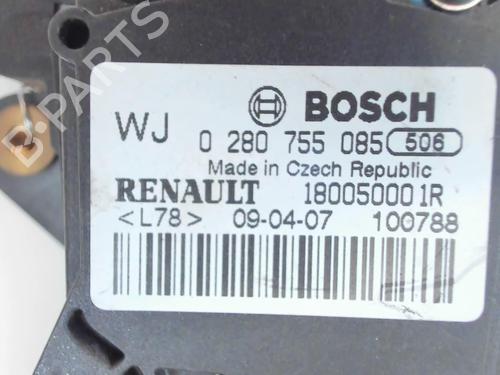 B-PARTS
BOSCH
WJ 0 280 755 085 506
Made in Czech Republic
RENAULT 180050001R
<L78> 09-04-07 100788